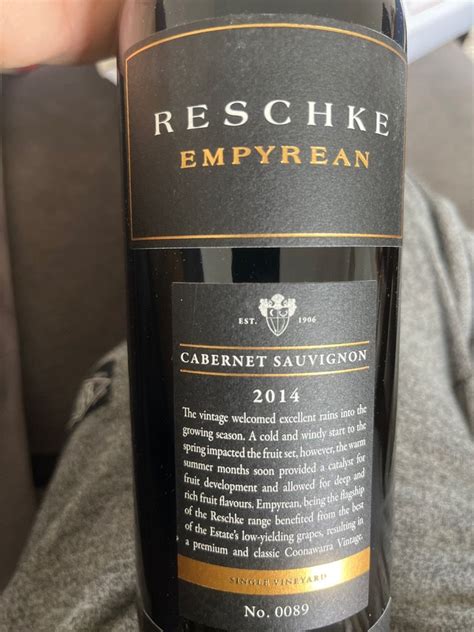 RESCHKE
EMPYREAN
EST. 1906
CABERNET SAUVIGNON
2014
The vintage welcomed excellent rains into the
growing season. A cold and windy start to the
spring impacted the fruit set, however, the warm
summer months soon provided a catalyst for
fruit development and allowed for deep and
rich fruit flavours. Empyrean, being the flagship
of the Reschke range benefited from the best
of the Estate's low-yielding grapes, resulting in
a premium and classic Coonawarra Vintage.
SINGLE VINEYARD
No. 0089